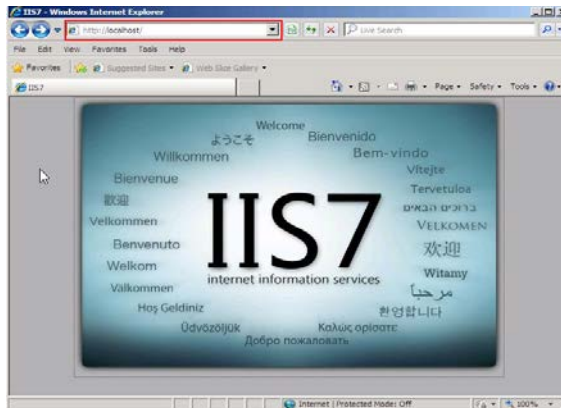 IIS7 - Windows Internet Explorer
http://localhost/
Live Search
File Edit View Favorites Tools Help
Favorites Suggested Sites Web Slice Gallery
IIS7
Page Safety Tools
Welcome
ようこそ
Bienvenido
Willkommen
Bem-vindo
Bienvenue
Vítejte
歡迎
Tervetuloa
ברוכים הבאים
Velkommen
VELKOMEN
IIS7
Benvenuto
欢迎
Welkom
internet information services
Witamy
Välkommen
مرحباً
Hoş Geldiniz
환영합니다
Üdvözöljük
Καλώς ορίσατε
Добро пожаловать
Internet | Protected Mode: Off
100%